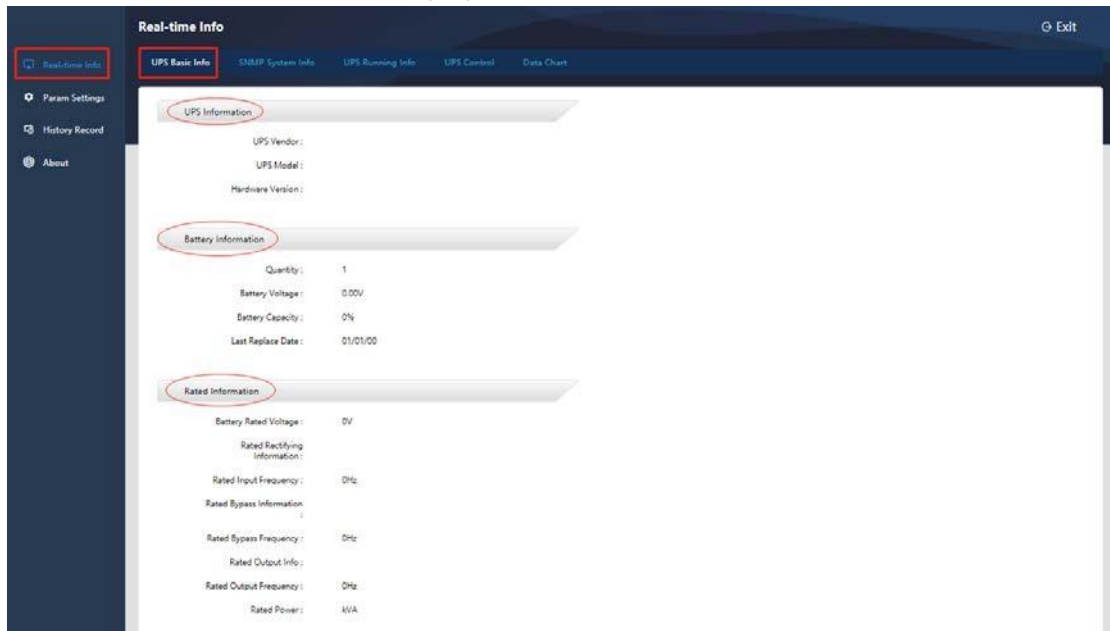 Real-time Info
Exit
Real-time Info
UPS Basic Info
SNMP System Info
UPS Running Info
UPS Control
Data Chart
Param Settings
History Record
About
UPS Information
UPS Vendor :
UPS Model :
Hardware Version :
Battery Information
Quantity : 1
Battery Voltage : 0.00V
Battery Capacity : 0%
Last Replace Date : 01/01/00
Rated Information
Battery Rated Voltage : 0V
Rated Rectifying
Information :
Rated Input Frequency : 0Hz
Rated Bypass Information
:
Rated Bypass Frequency : 0Hz
Rated Output Info :
Rated Output Frequency : 0Hz
Rated Power : kVA